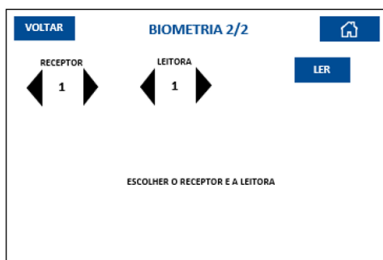 VOLTAR
BIOMETRIA 2/2
RECEPTOR
1
LEITORA
1
LER
ESCOLHER O RECEPTOR E A LEITORA